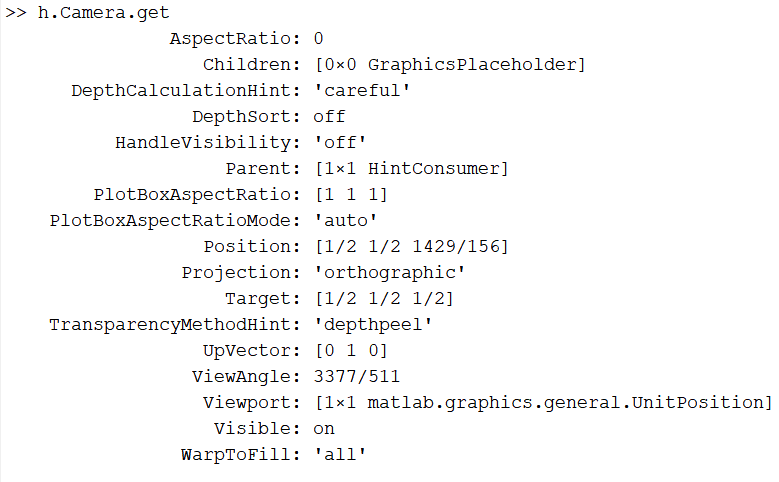 >> h.Camera.get
AspectRatio: 0
Children: [0×0 GraphicsPlaceholder]
DepthCalculationHint: 'careful'
DepthSort: off
HandleVisibility: 'off'
Parent: [1×1 HintConsumer]
PlotBoxAspectRatio: [1 1 1]
PlotBoxAspectRatioMode: 'auto'
Position: [1/2 1/2 1429/156]
Projection: 'orthographic'
Target: [1/2 1/2 1/2]
TransparencyMethodHint: 'depthpeel'
UpVector: [0 1 0]
ViewAngle: 3377/511
Viewport: [1×1 matlab.graphics.general.UnitPosition]
Visible: on
WarpToFill: 'all'